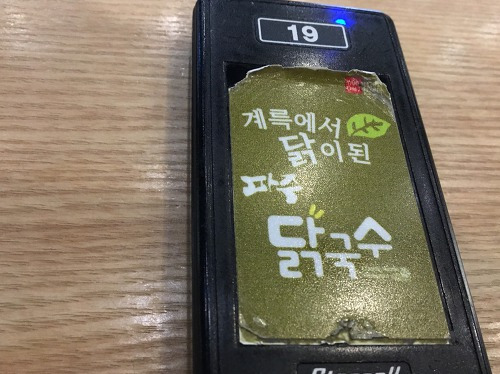 19
계륵에서
닭이 된
파주
닭국수